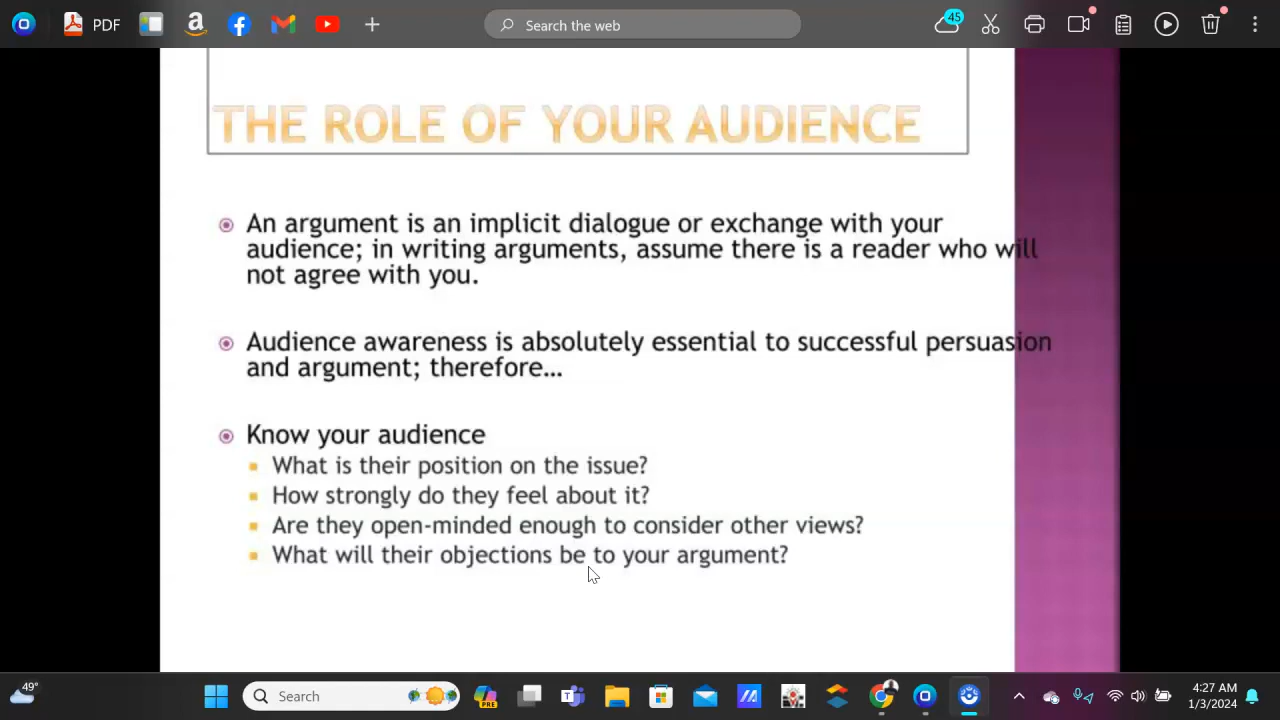 PDF
Search the web
45
THE ROLE OF YOUR AUDIENCE
An argument is an implicit dialogue or exchange with your
audience; in writing arguments, assume there is a reader who will
not agree with you.
Audience awareness is absolutely essential to successful persuasion
and argument; therefore…
Know your audience
What is their position on the issue?
How strongly do they feel about it?
Are they open-minded enough to consider other views?
What will their objections be to your argument?
49°
Search
PRE
4:27 AM
1/3/2024